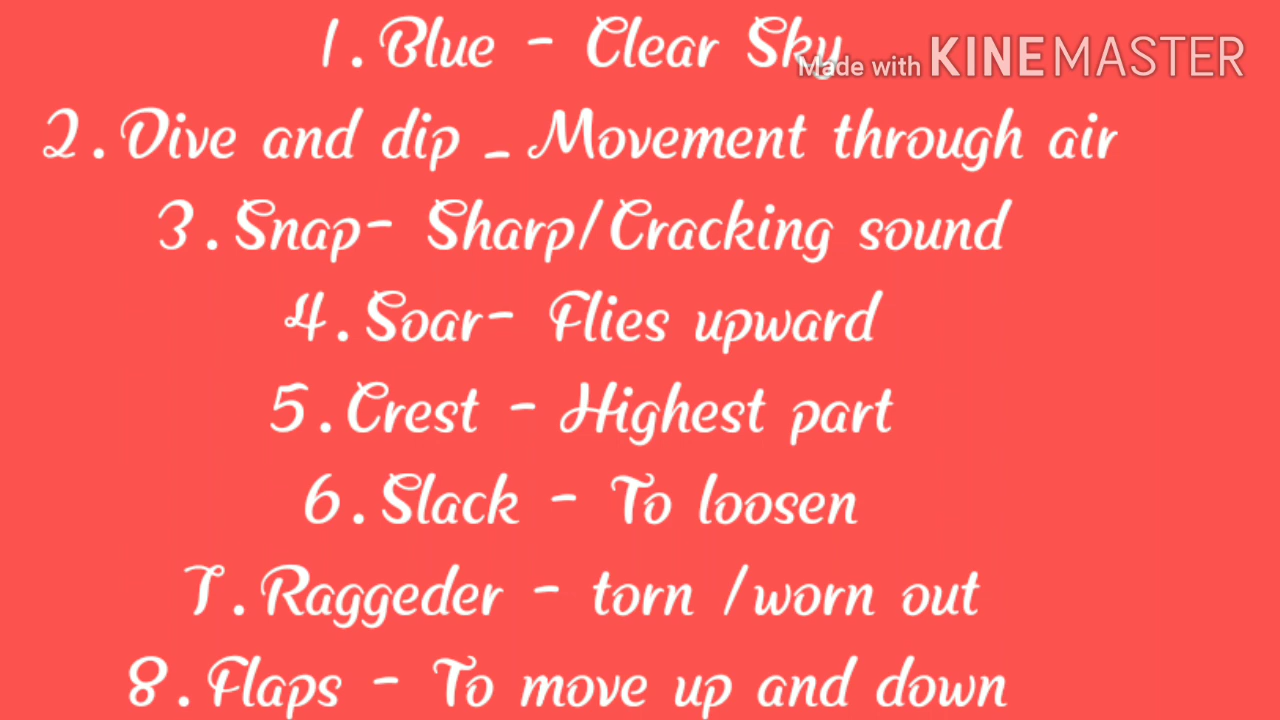 1.Blue - Clear Sky
Made with KINEMASTER
2.Dive and dip _ Movement through air
3.Snap- Sharp/Cracking sound
4.Soar- Flies upward
5.Crest - Highest part
6.Slack - To loosen
7.Raggeder - torn /worn out
8.Flaps - To move up and down